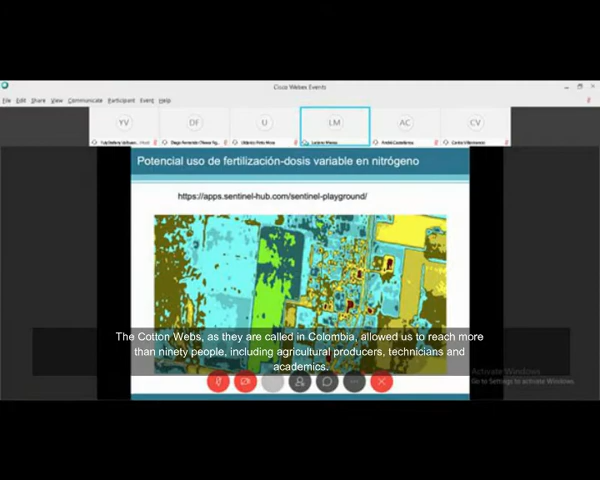 Cisco Webex Events
File Edit Share View Communicate Participant Event Help
YV
DF
U
LM
AC
CV
Potencial uso de fertilización-dosis variable en nitrógeno
https://apps.sentinel-hub.com/sentinel-playground/
The Cotton Webs, as they are called in Colombia, allowed us to reach more
than ninety people, including agricultural producers, technicians and
academics.
Activate Windows
Go to Settings to activate Windows.